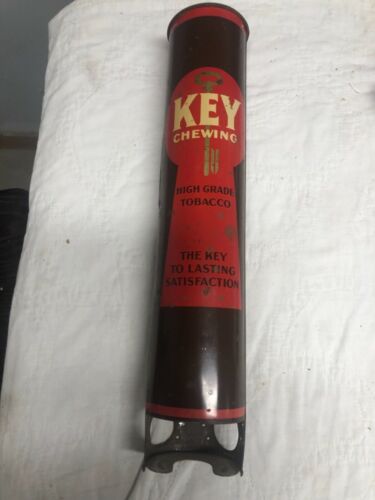 KEY
CHEWING
HIGH GRADE
TOBACCO
THE KEY
TO LASTING
SATISFACTION